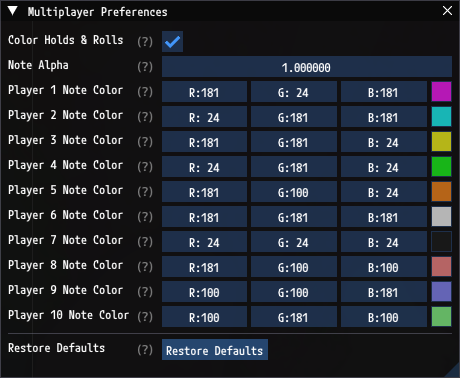 Multiplayer Preferences
Color Holds & Rolls (?)
Note Alpha (?) 1.000000
Player 1 Note Color (?) R:181 G: 24 B:181
Player 2 Note Color (?) R: 24 G:181 B:181
Player 3 Note Color (?) R:181 G:181 B: 24
Player 4 Note Color (?) R: 24 G:181 B: 24
Player 5 Note Color (?) R:181 G:100 B: 24
Player 6 Note Color (?) R:181 G:181 B:181
Player 7 Note Color (?) R: 24 G: 24 B: 24
Player 8 Note Color (?) R:181 G:100 B:100
Player 9 Note Color (?) R:100 G:100 B:181
Player 10 Note Color (?) R:100 G:181 B:100
Restore Defaults (?) Restore Defaults